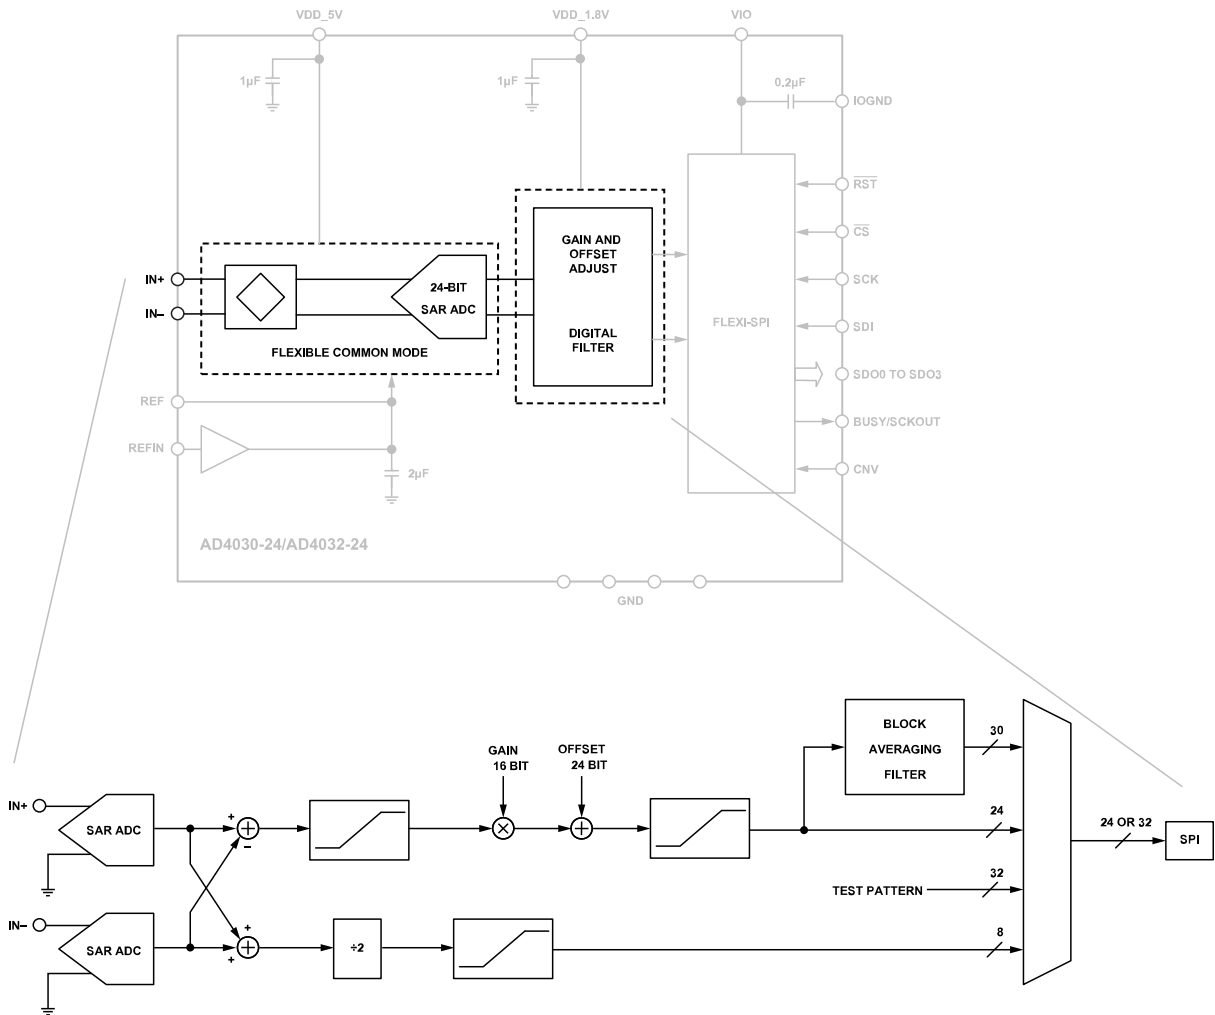 VDD_5V
VDD_1.8V
VIO
1µF
1µF
0.2µF
IOGND
RST
CS
GAIN AND
OFFSET
ADJUST
IN+
IN–
24-BIT
SAR ADC
SCK
FLEXI-SPI
SDI
DIGITAL
FILTER
FLEXIBLE COMMON MODE
SDO0 TO SDO3
REF
BUSY/SCKOUT
REFIN
2µF
CNV
AD4030-24/AD4032-24
GND
BLOCK
AVERAGING
FILTER
30
GAIN
16 BIT
OFFSET
24 BIT
IN+
SAR ADC
+
–
24
24 OR 32
SPI
TEST PATTERN
32
IN–
SAR ADC
+
+
÷2
8